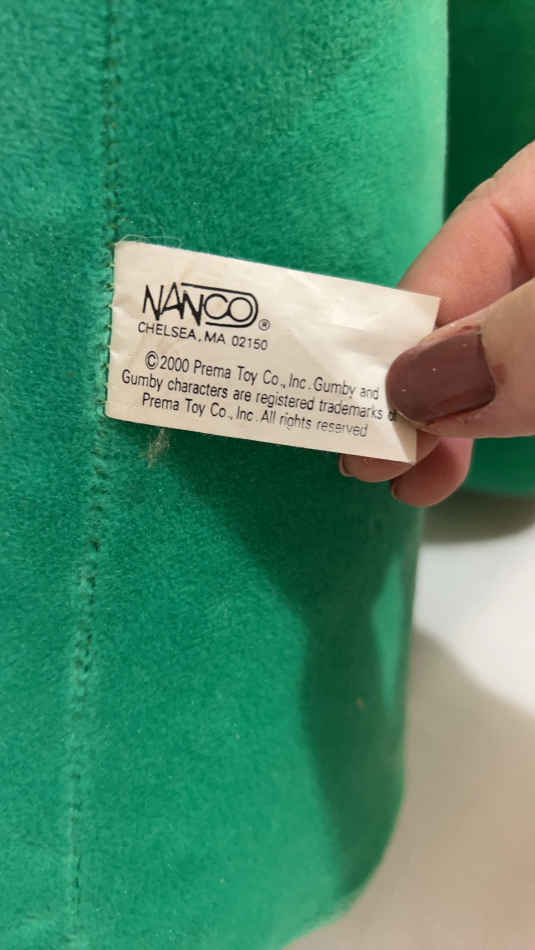 NANCO®
CHELSEA, MA 02150
©2000 Prema Toy Co., Inc. Gumby and
Gumby characters are registered trademarks
Prema Toy Co., Inc. All rights reserved